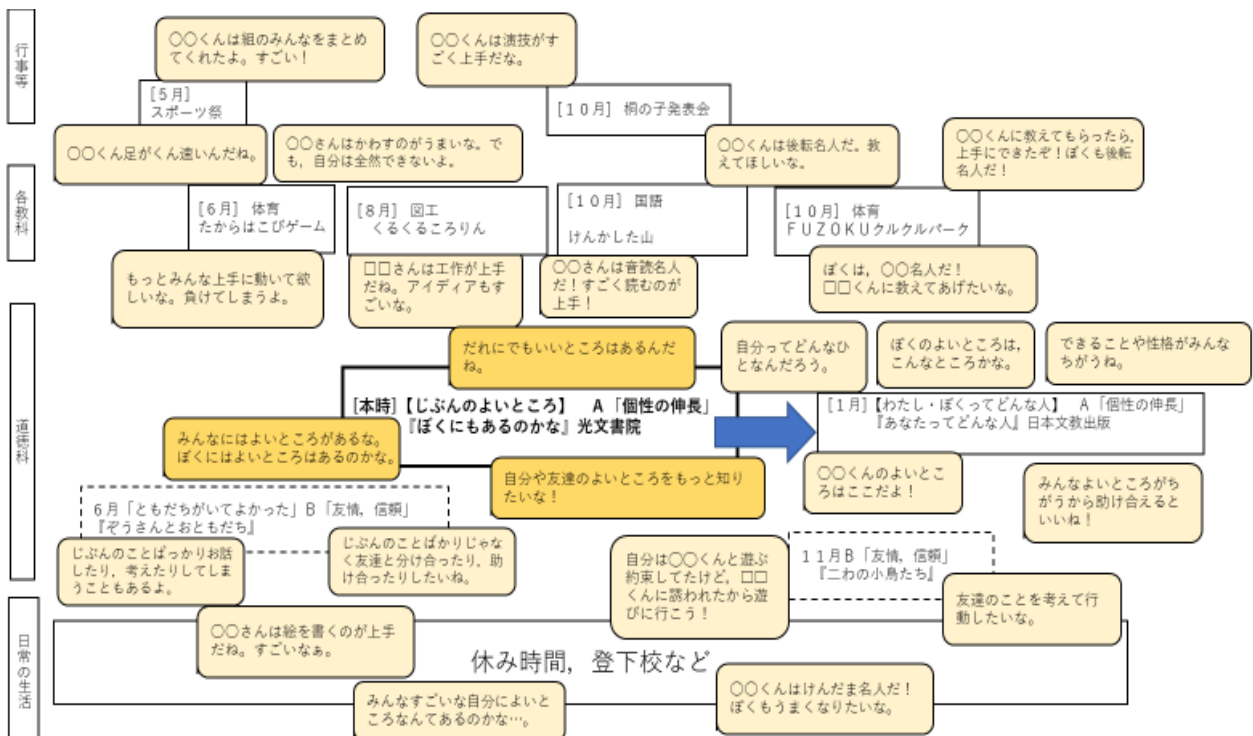 行事等
〇〇くんは組のみんなをまとめ
てくれたよ。すごい！
〇〇くんは演技がす
ごく上手だな。
[５月]
スポーツ祭
[１０月] 桐の子発表会
〇〇くん足がくん速いんだね。
〇〇さんはかわすのがうまいな。で
も，自分は全然できないよ。
〇〇くんは後転名人だ。教
えてほしいな。
〇〇くんに教えてもらったら，
上手にできたぞ！ぼくも後転
名人だ！
各教科
[６月] 体育
たからはこびゲーム
[８月] 図工
くるくるころりん
[１０月] 国語
けんかした山
[１０月] 体育
ＦＵＺＯＫＵクルクルパーク
もっとみんな上手に動いて欲
しいな。負けてしまうよ。
□□さんは工作が上手
だね。アイディアもす
ごいな。
〇〇さんは音読名人
だ！すごく読むのが
上手！
ぼくは，〇〇名人だ！
□□くんに教えてあげたいな。
道徳科
だれにでもいいところはあるんだ
ね。
自分ってどんなひ
となんだろう。
ぼくのよいところは，
こんなところかな。
できることや性格がみんな
ちがうね。
[本時]【じぶんのよいところ】　Ａ「個性の伸長」
『ぼくにもあるのかな』光文書院
[１月]【わたし・ぼくってどんな人】　Ａ「個性の伸長」
『あなたってどんな人』日本文教出版
みんなにはよいところがあるな。
ぼくにはよいところはあるのかな。
自分や友達のよいところをもっと知り
たいな！
〇〇くんのよいとこ
ろはここだよ！
みんなよいところがち
がうから助け合えると
いいね！
６月「ともだちがいてよかった」Ｂ「友情，信頼」
『ぞうさんとおともだち』
じぶんのことばっかりお話
したり，考えたりしてしま
うこともあるよ。
じぶんのことばかりじゃな
く友達と分け合ったり，助
け合ったりしたいね。
自分は〇〇くんと遊ぶ
約束してたけど，□□
くんに誘われたから遊
びに行こう！
１１月Ｂ「友情，信頼」
『二わの小鳥たち』
友達のことを考えて行
動したいな。
日常の生活
〇〇さんは絵を書くのが上手
だね。すごいなぁ。
休み時間，登下校など
みんなすごいな自分によいと
ころなんてあるのかな…。
〇〇くんはけんだま名人だ！
ぼくもうまくなりたいな。